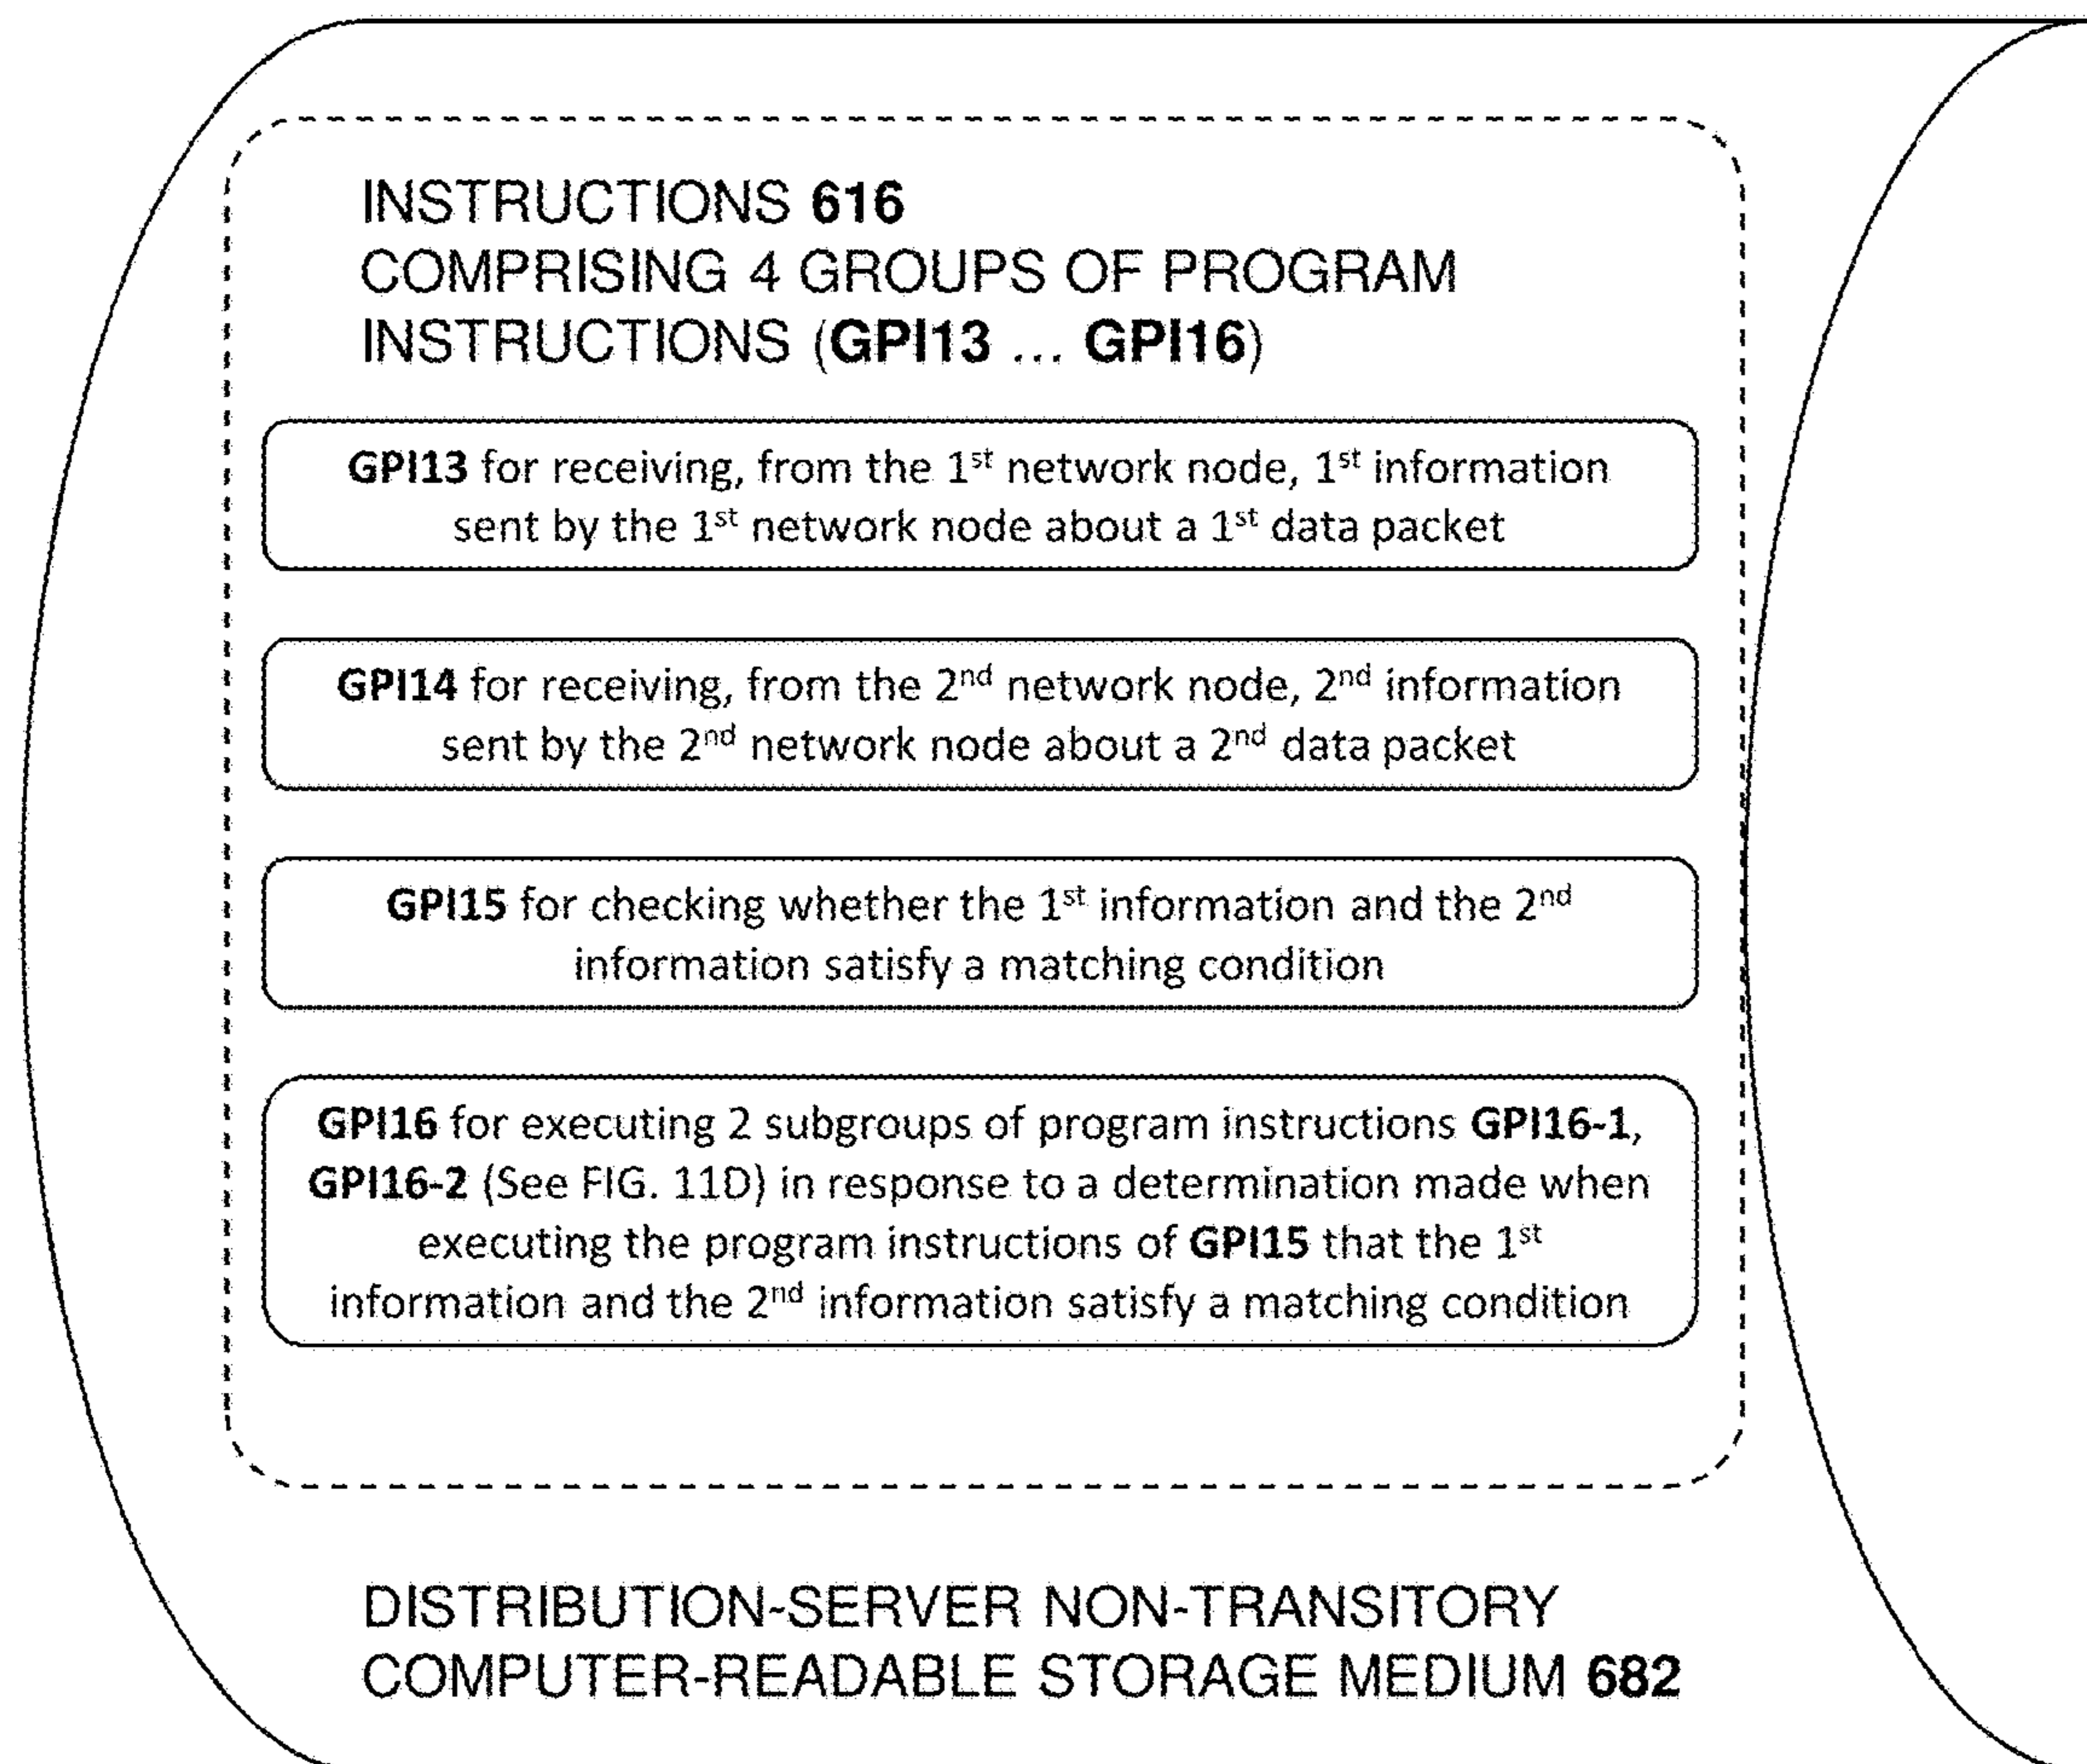 INSTRUCTIONS 616
COMPRISING 4 GROUPS OF PROGRAM
INSTRUCTIONS (GPI13 ... GPI16)
GPI13 for receiving, from the 1st network node, 1st information
sent by the 1st network node about a 1st data packet
GPI14 for receiving, from the 2nd network node, 2nd information
sent by the 2nd network node about a 2nd data packet
GPI15 for checking whether the 1st information and the 2nd
information satisfy a matching condition
GPI16 for executing 2 subgroups of program instructions GPI16-1,
GPI16-2 (See FIG. 11D) in response to a determination made when
executing the program instructions of GPI15 that the 1st
information and the 2nd information satisfy a matching condition
DISTRIBUTION-SERVER NON-TRANSITORY
COMPUTER-READABLE STORAGE MEDIUM 682